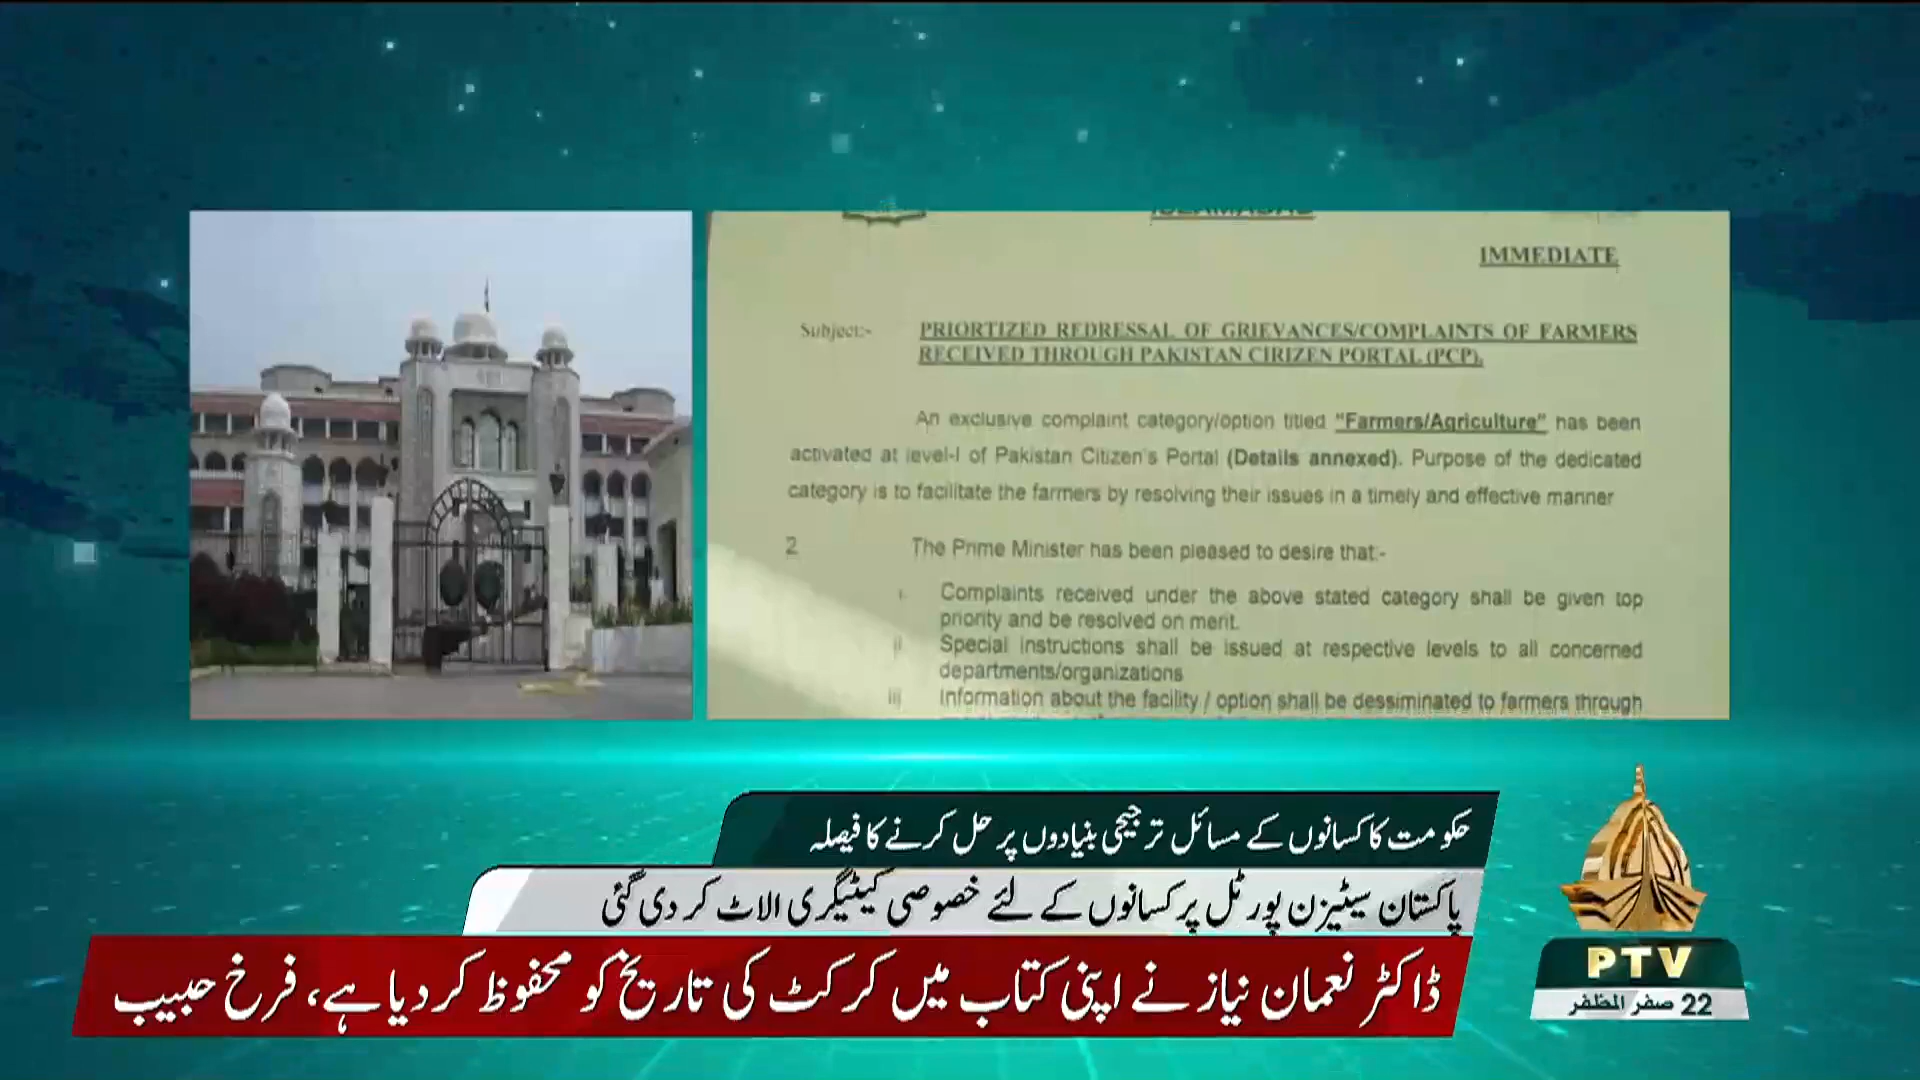 IMMEDIATE
Subject:- PRIORTIZED REDRESSAL OF GRIEVANCES/COMPLAINTS OF FARMERS
RECEIVED THROUGH PAKISTAN CIRIZEN PORTAL (PCP).
An exclusive complaint category/option titled "Farmers/Agriculture" has been
activated at level-I of Pakistan Citizen's Portal (Details annexed). Purpose of the dedicated
category is to facilitate the farmers by resolving their issues in a timely and effective manner
2 The Prime Minister has been pleased to desire that:-
i. Complaints received under the above stated category shall be given top
priority and be resolved on merit.
ii Special instructions shall be issued at respective levels to all concerned
departments/organizations
iii Information about the facility / option shall be dessiminated to farmers through
حکومت کا کسانوں کے مسائل ترجیحی بنیادوں پر حل کرنے کا فیصلہ
پاکستان سیٹیزن پورٹل پر کسانوں کے لئے خصوصی کیٹیگری الاٹ کر دی گئی
ڈاکٹر نعمان نیاز نے اپنی کتاب میں کرکٹ کی تاریخ کو محفوظ کر دیا ہے، فرخ حبیب
PTV
22 صفر المظفر